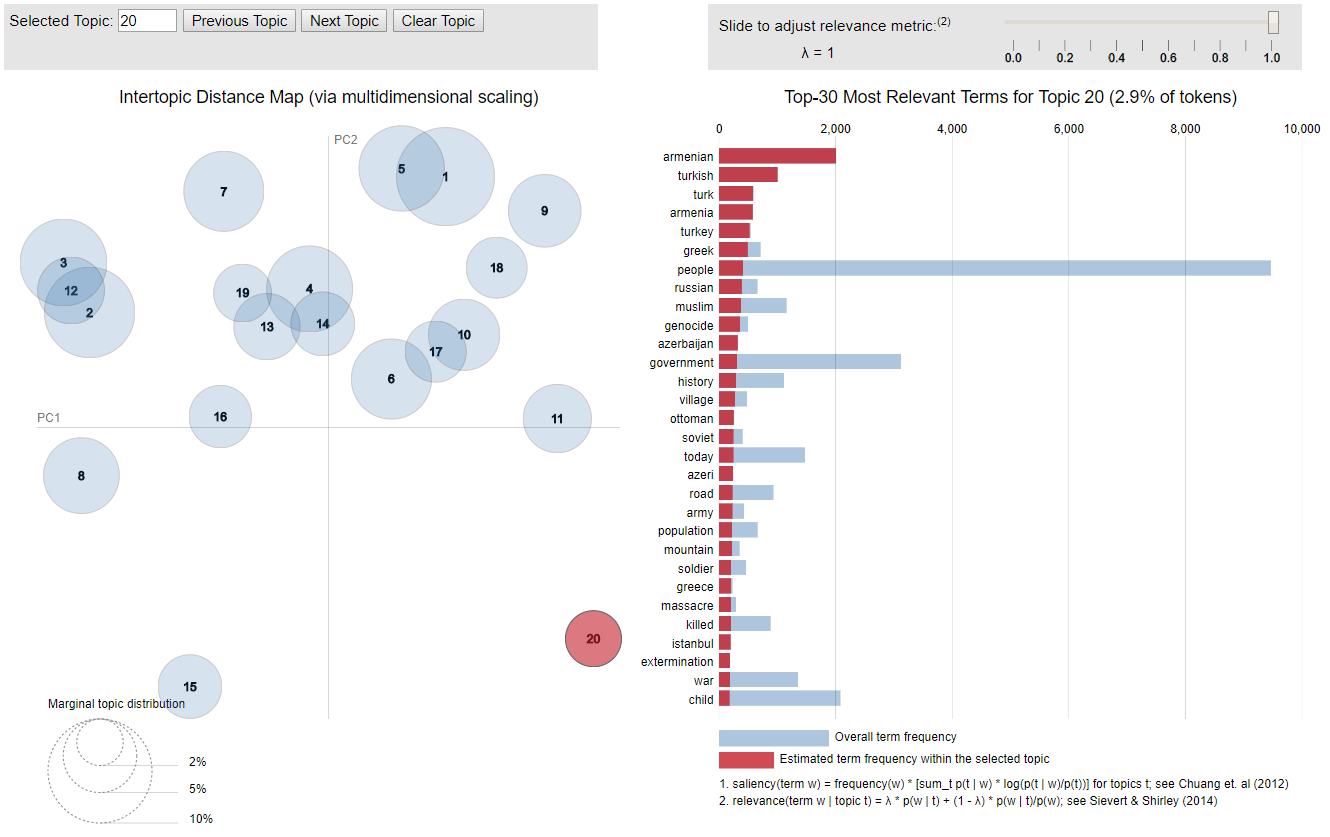 Selected Topic: 20 Previous Topic Next Topic Clear Topic
Slide to adjust relevance metric:(2)
λ = 1
0.0 0.2 0.4 0.6 0.8 1.0
Intertopic Distance Map (via multidimensional scaling)
PC2
PC1
5
1
7
9
3
18
12
19
4
2
13
14
10
17
6
16
11
8
20
15
Marginal topic distribution
2%
5%
10%
Top-30 Most Relevant Terms for Topic 20 (2.9% of tokens)
0 2,000 4,000 6,000 8,000 10,000
armenian
turkish
turk
armenia
turkey
greek
people
russian
muslim
genocide
azerbaijan
government
history
village
ottoman
soviet
today
azeri
road
army
population
mountain
soldier
greece
massacre
killed
istanbul
extermination
war
child
Overall term frequency
Estimated term frequency within the selected topic
1. saliency(term w) = frequency(w) * [sum_t p(t | w) * log(p(t | w)/p(t))] for topics t; see Chuang et. al (2012)
2. relevance(term w | topic t) = λ * p(w | t) + (1 - λ) * p(w | t)/p(w); see Sievert & Shirley (2014)